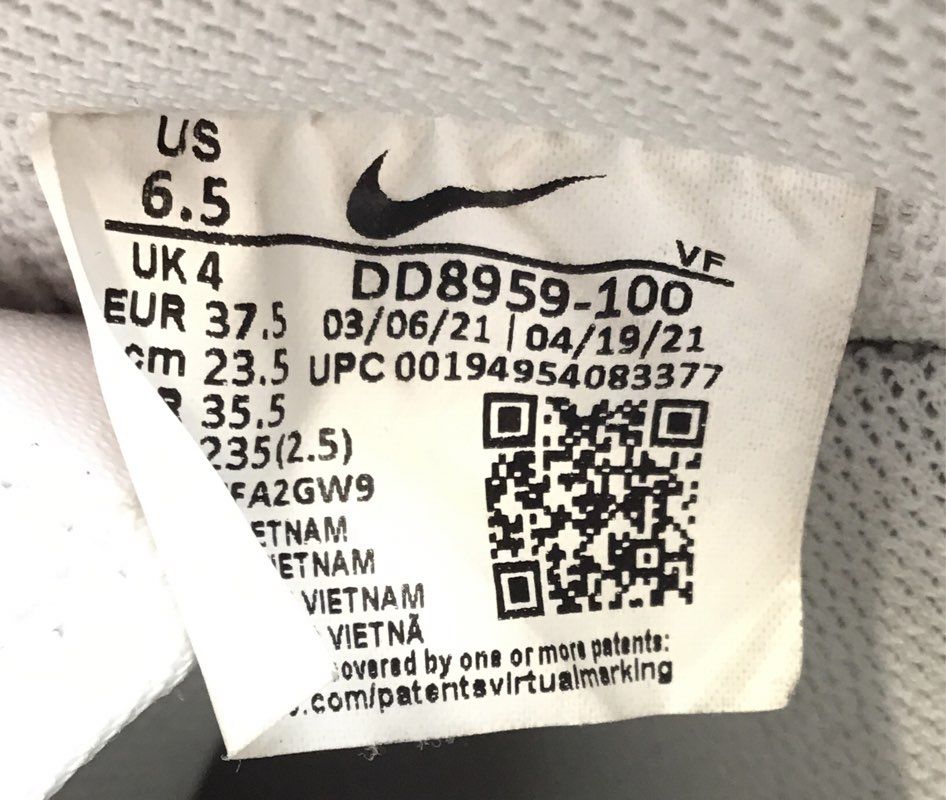 US
6.5
VF
UK 4
DD8959-100
EUR 37.5
03/06/21 | 04/19/21
cm 23.5
UPC 00194954083377
35.5
235(2.5)
FA2GW9
ETNAM
IETNAM
VIETNAM
VIETNÃ
overed by one or more patents:
.com/patentsvirtualmarking